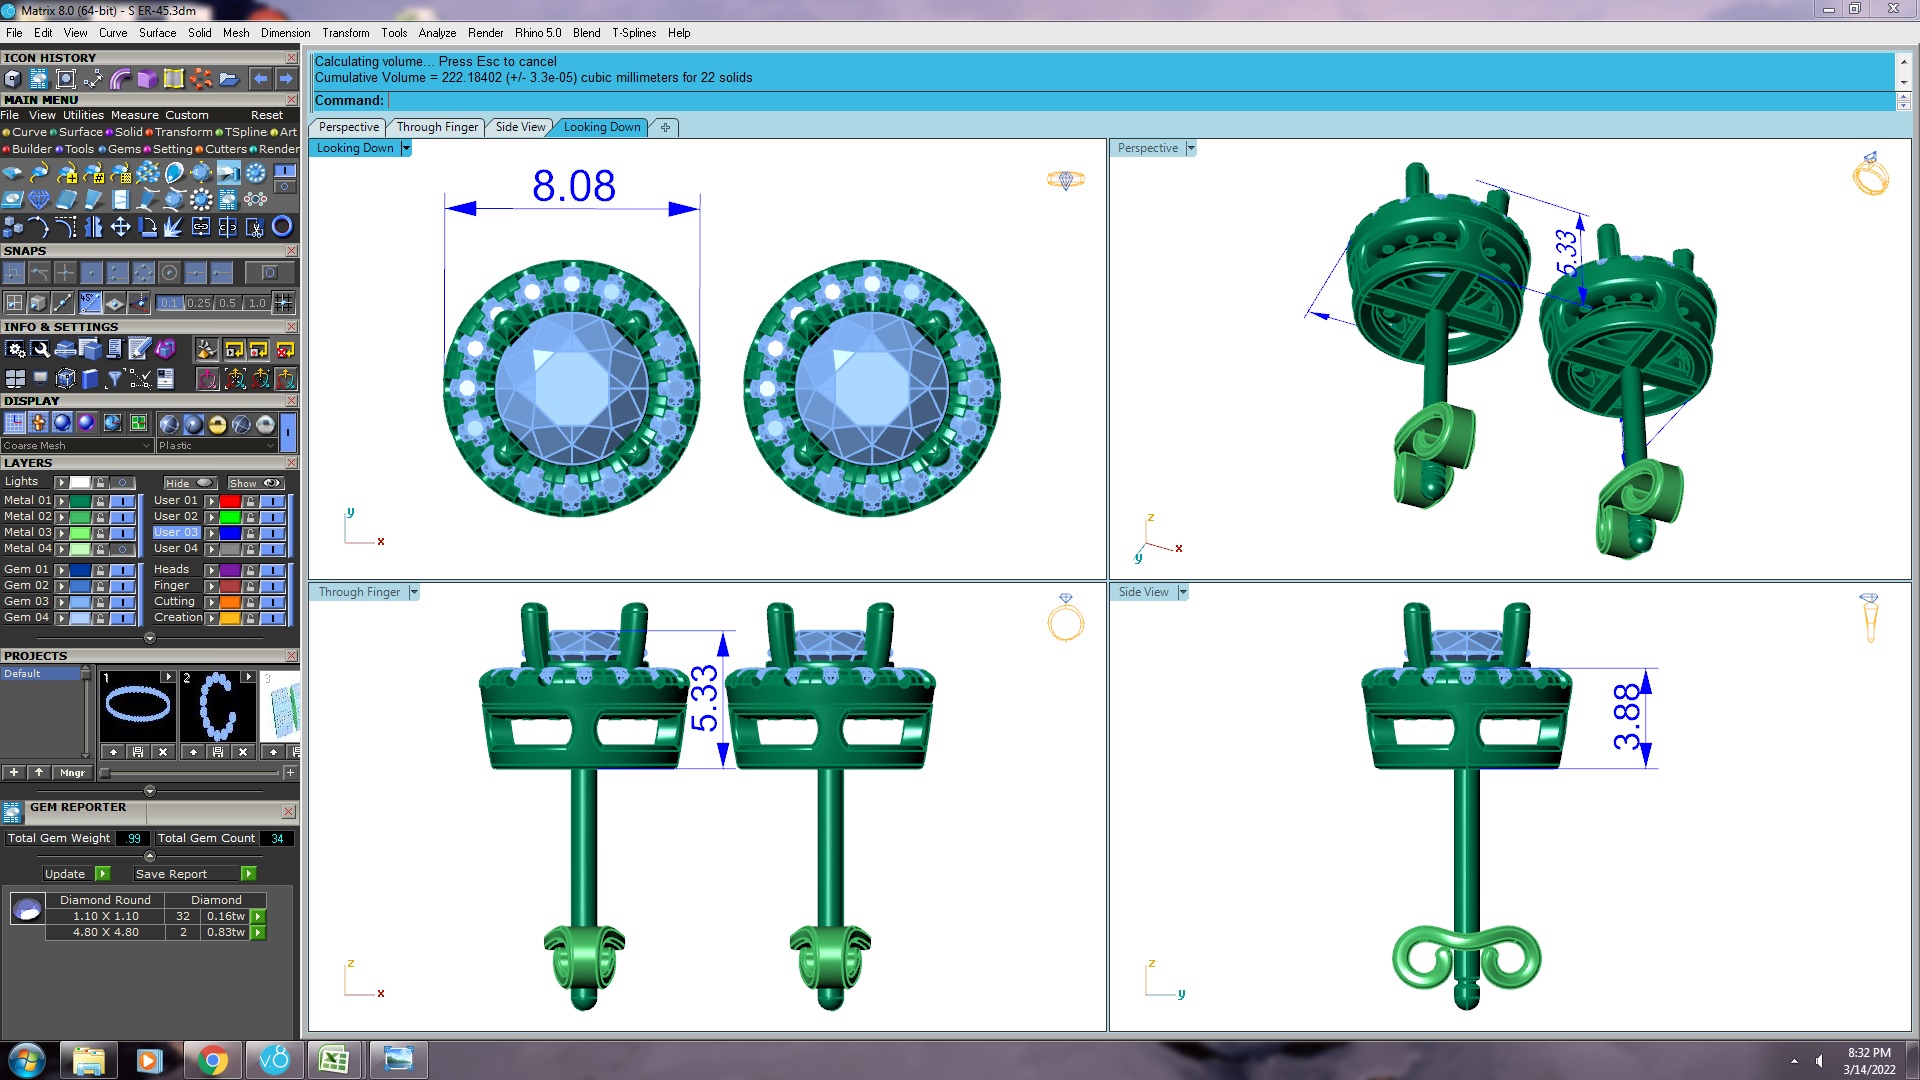 Matrix 8.0 (64-bit) - S ER-45.3dm
File Edit View Curve Surface Solid Mesh Dimension Transform Tools Analyze Render Rhino 5.0 Blend T-Splines Help
ICON HISTORY
MAIN MENU
File View Utilities Measure Custom Reset
Curve Surface Solid Transform TSpline Art
Builder Tools Gems Setting Cutters Render
SNAPS
45°
0.1 0.25 0.5 1.0
INFO & SETTINGS
DISPLAY
Coarse Mesh Plastic
LAYERS
Lights Hide Show
Metal 01 User 01
Metal 02 User 02
Metal 03 User 03
Metal 04 User 04
Gem 01 Heads
Gem 02 Finger
Gem 03 Cutting
Gem 04 Creation
PROJECTS
Default
1 2 3
Mngr
GEM REPORTER
Total Gem Weight .99 Total Gem Count 34
Update Save Report
Diamond Round Diamond
1.10 X 1.10 32 0.16tw
4.80 X 4.80 2 0.83tw
Calculating volume... Press Esc to cancel
Cumulative Volume = 222.18402 (+/- 3.3e-05) cubic millimeters for 22 solids
Command:
Perspective Through Finger Side View Looking Down
Looking Down
8.08
y
x
Perspective
5.33
z
x
y
Through Finger
5.33
z
x
Side View
3.88
z
y
v8
8:32 PM
3/14/2022